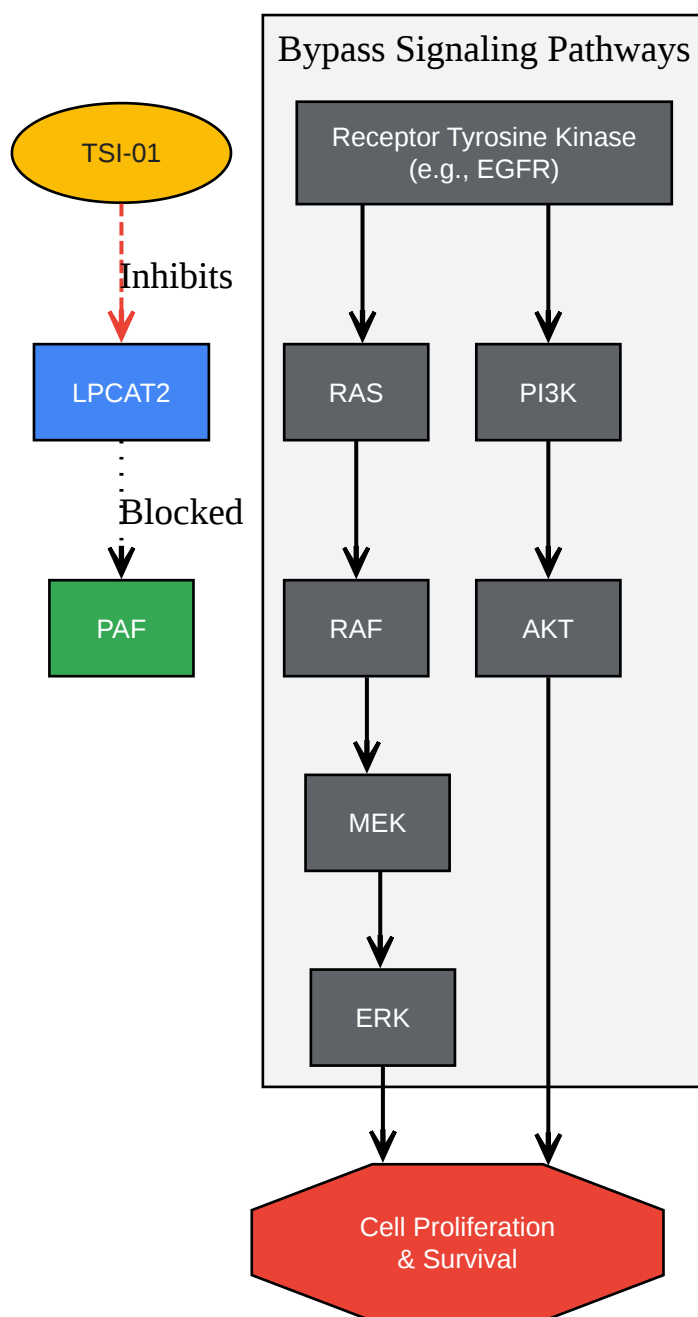 Bypass Signaling Pathways
TSI-01
Receptor Tyrosine Kinase
(e.g., EGFR)
Inhibits
LPCAT2
RAS
PI3K
Blocked
PAF
RAF
AKT
MEK
ERK
Cell Proliferation
& Survival